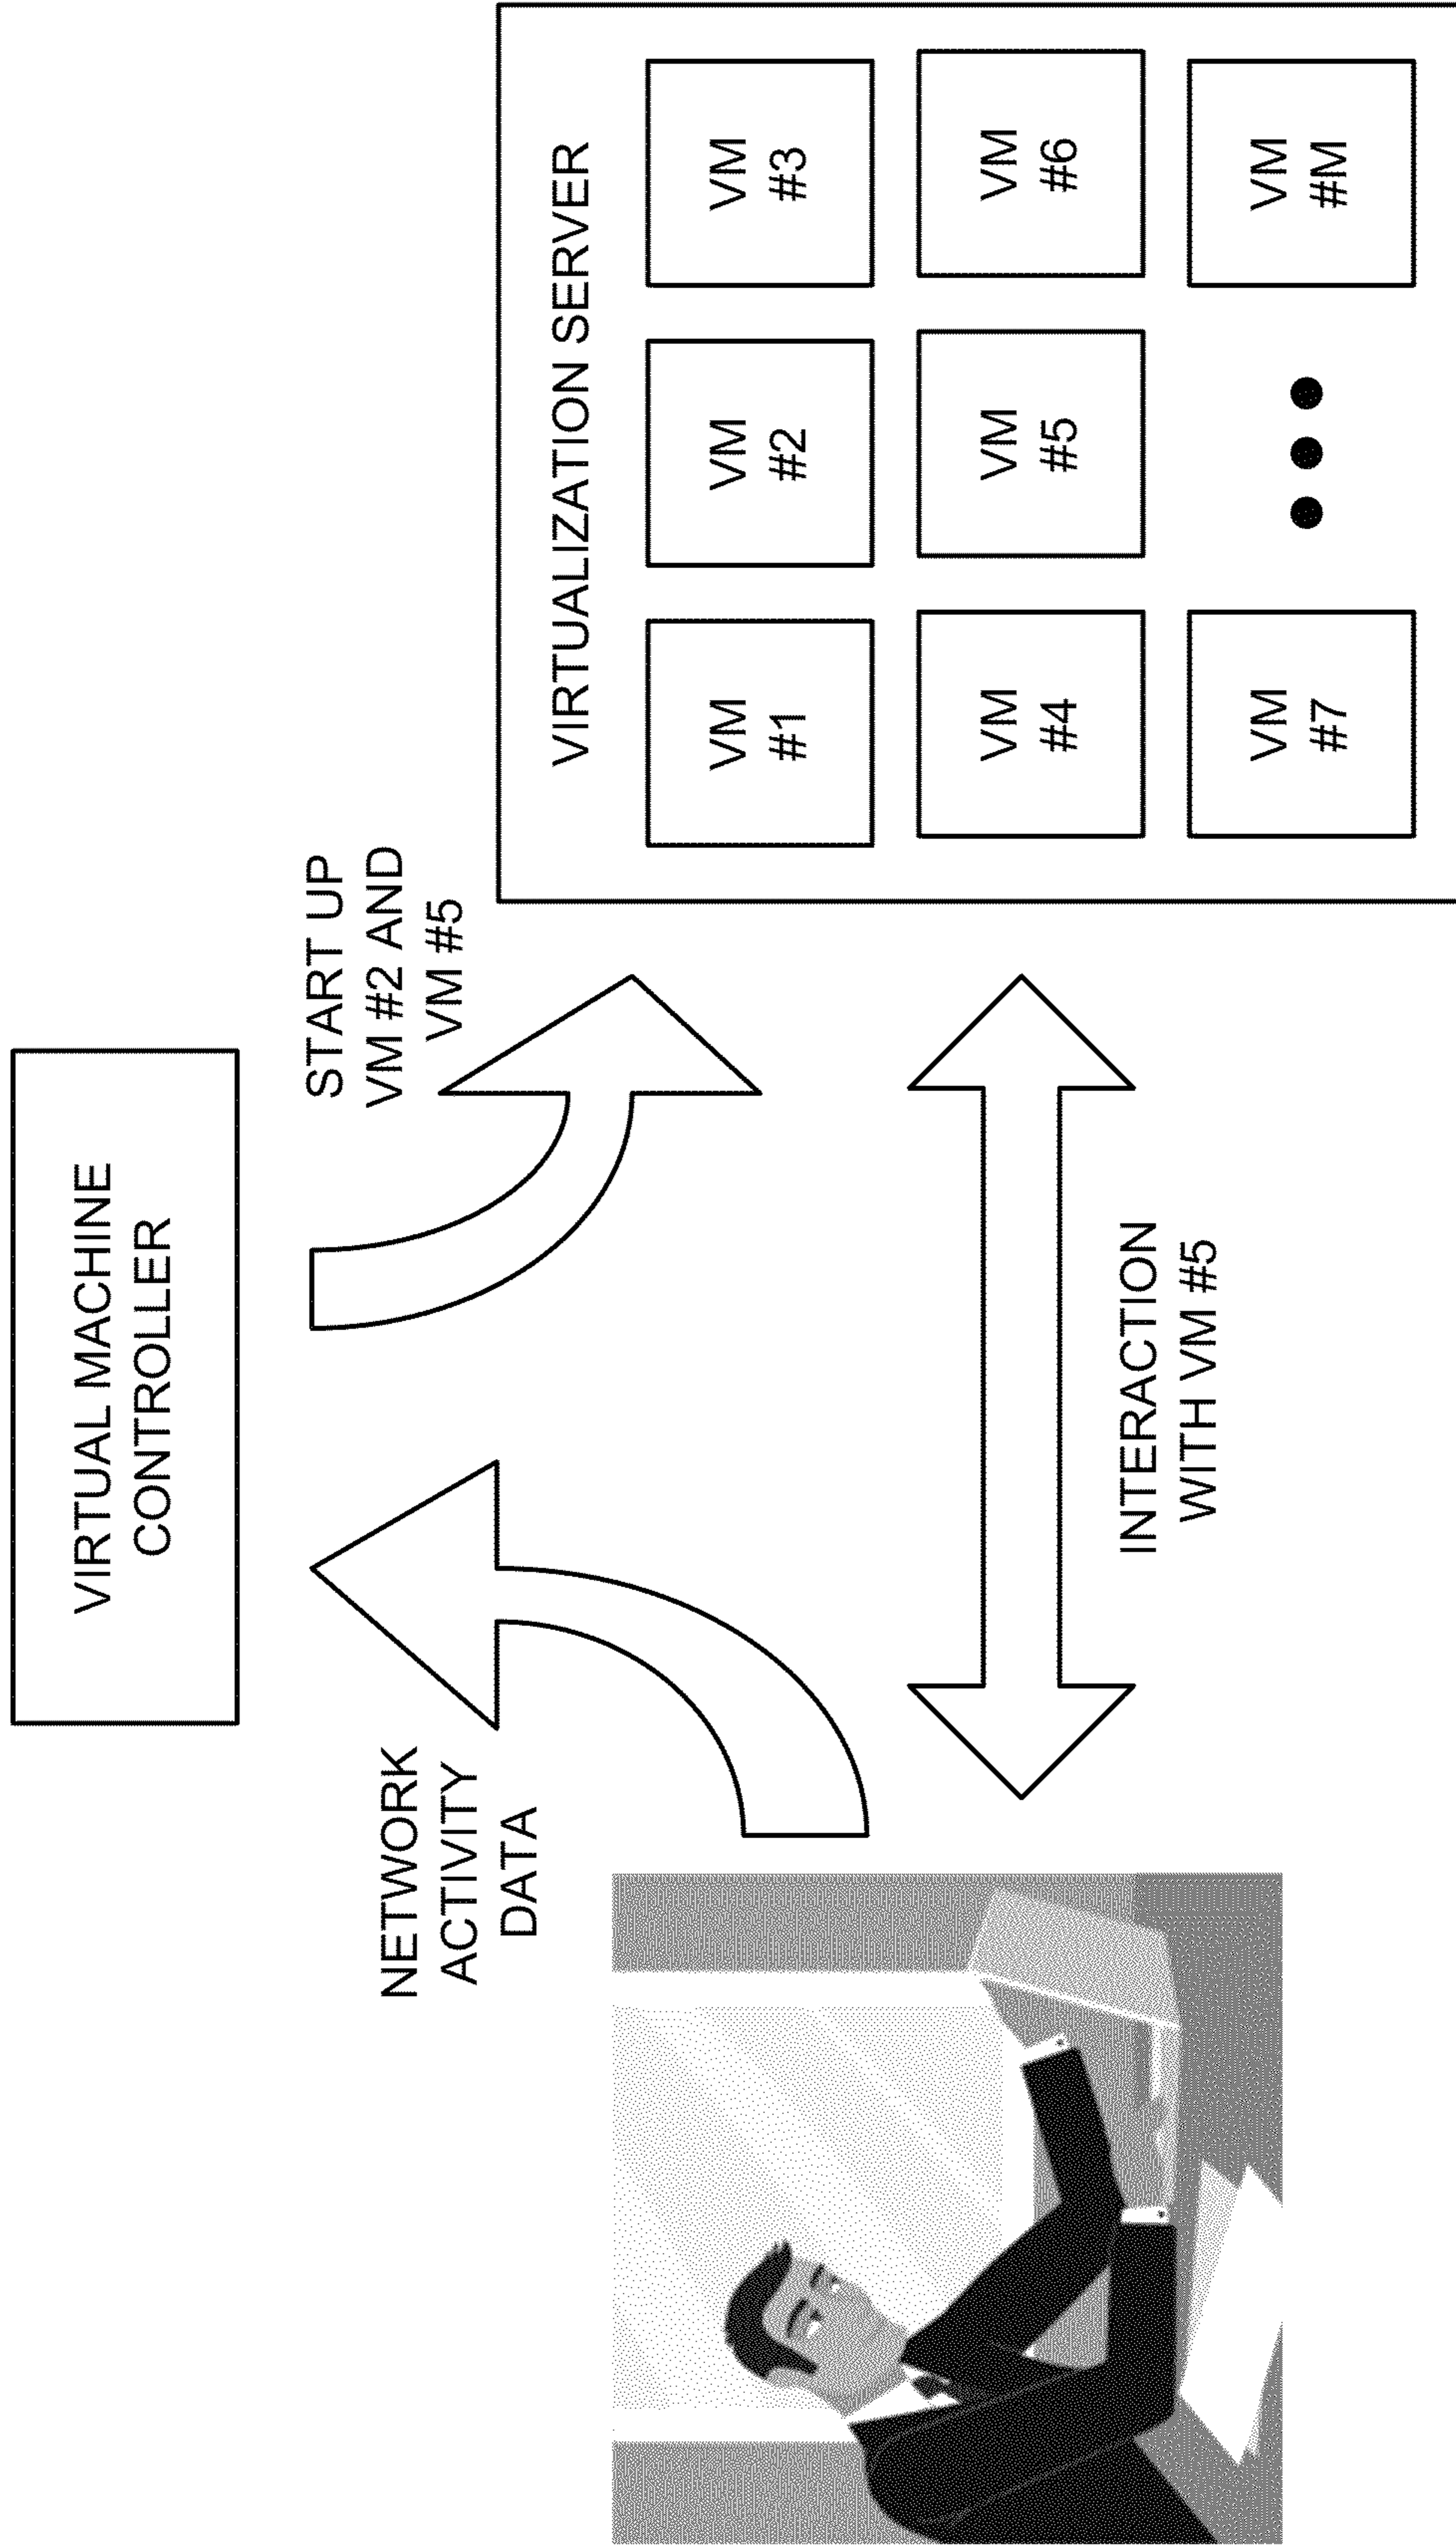 VIRTUAL MACHINE
CONTROLLER
NETWORK
ACTIVITY
DATA
START UP
VM #2 AND
VM #5
INTERACTION
WITH VM #5
VIRTUALIZATION SERVER
VM
#1
VM
#2
VM
#3
VM
#4
VM
#5
VM
#6
VM
#7
VM
#M